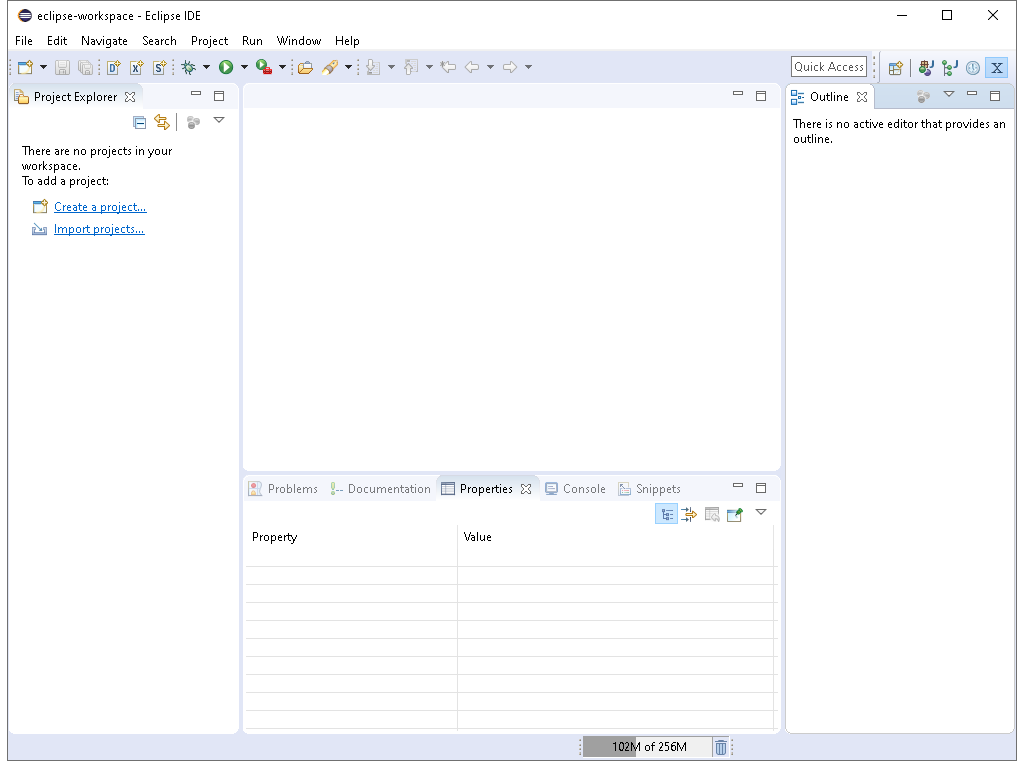 eclipse-workspace - Eclipse IDE
File Edit Navigate Search Project Run Window Help
Quick Access
Project Explorer
There are no projects in your
workspace.
To add a project:
Create a project...
Import projects...
Outline
There is no active editor that provides an
outline.
Problems Documentation Properties Console Snippets
Property Value
102M of 256M